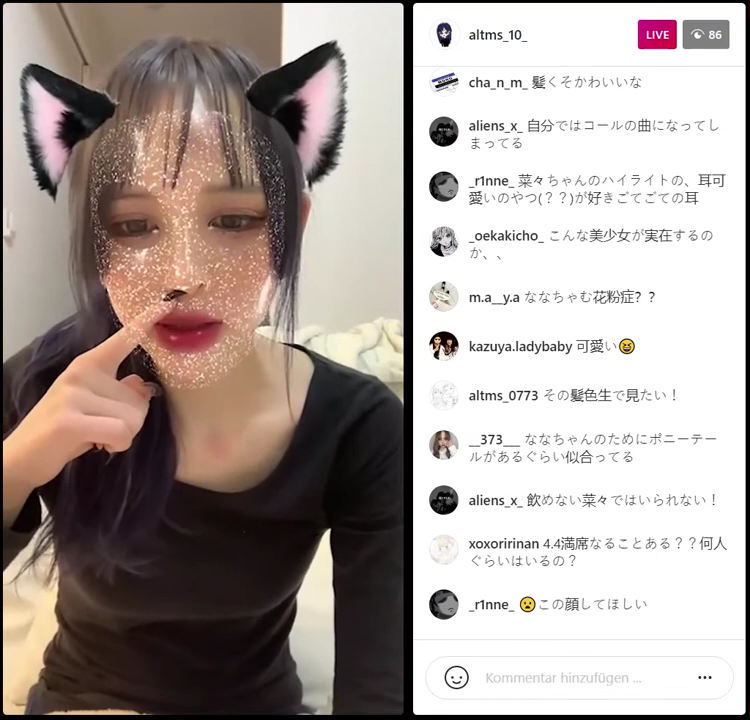 altms_10_
LIVE
86
cha_n_m_ 髪くそかわいいな
aliens_x_ 自分ではコールの曲になってし
まってる
_r1nne_ 菜々ちゃんのハイライトの、耳可
愛いのやつ(？？)が好きごてごての耳
_oekakicho_ こんな美少女が実在するの
か、、
m.a__y.a ななちゃむ花粉症？？
kazuya.ladybaby 可愛い😆
altms_0773 その髪色生で見たい！
__373___ ななちゃんのためにポニーテー
ルがあるぐらい似合ってる
aliens_x_ 飲めない菜々ではいられない！
xoxoririnan 4.4満席なることある？？何人
ぐらいはいるの？
_r1nne_ 😦この顔してほしい
Kommentar hinzufügen ...